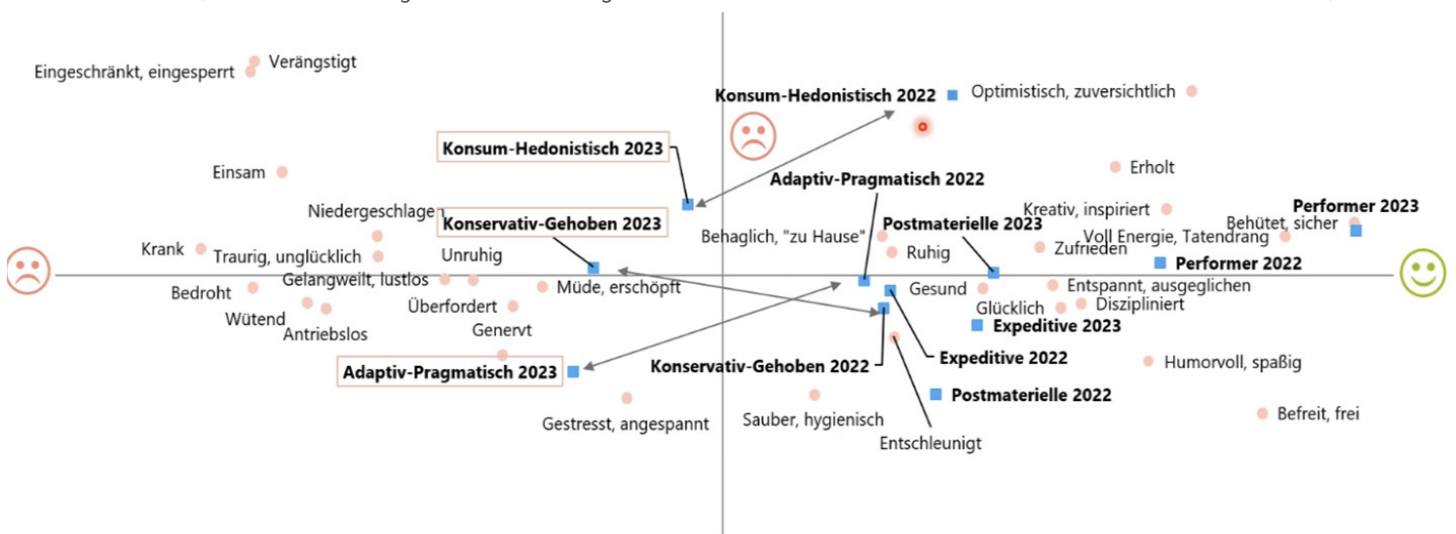 Verängstigt
Eingeschränkt, eingesperrt
Konsum-Hedonistisch 2022
Optimistisch, zuversichtlich
Konsum-Hedonistisch 2023
Einsam
Erholt
Adaptiv-Pragmatisch 2022
Niedergeschlagen
Konservativ-Gehoben 2023
Postmaterielle 2023
Kreativ, inspiriert
Performer 2023
Behütet, sicher
Krank
Traurig, unglücklich
Unruhig
Behaglich, "zu Hause"
Ruhig
Voll Energie, Tatendrang
Zufrieden
Performer 2022
Gelangweilt, lustlos
Bedroht
Müde, erschöpft
Gesund
Entspannt, ausgeglichen
Überfordert
Glücklich
Diszipliniert
Wütend
Antriebslos
Genervt
Expeditive 2023
Adaptiv-Pragmatisch 2023
Konservativ-Gehoben 2022
Expeditive 2022
Humorvoll, spaßig
Postmaterielle 2022
Gestresst, angespannt
Sauber, hygienisch
Befreit, frei
Entschleunigt